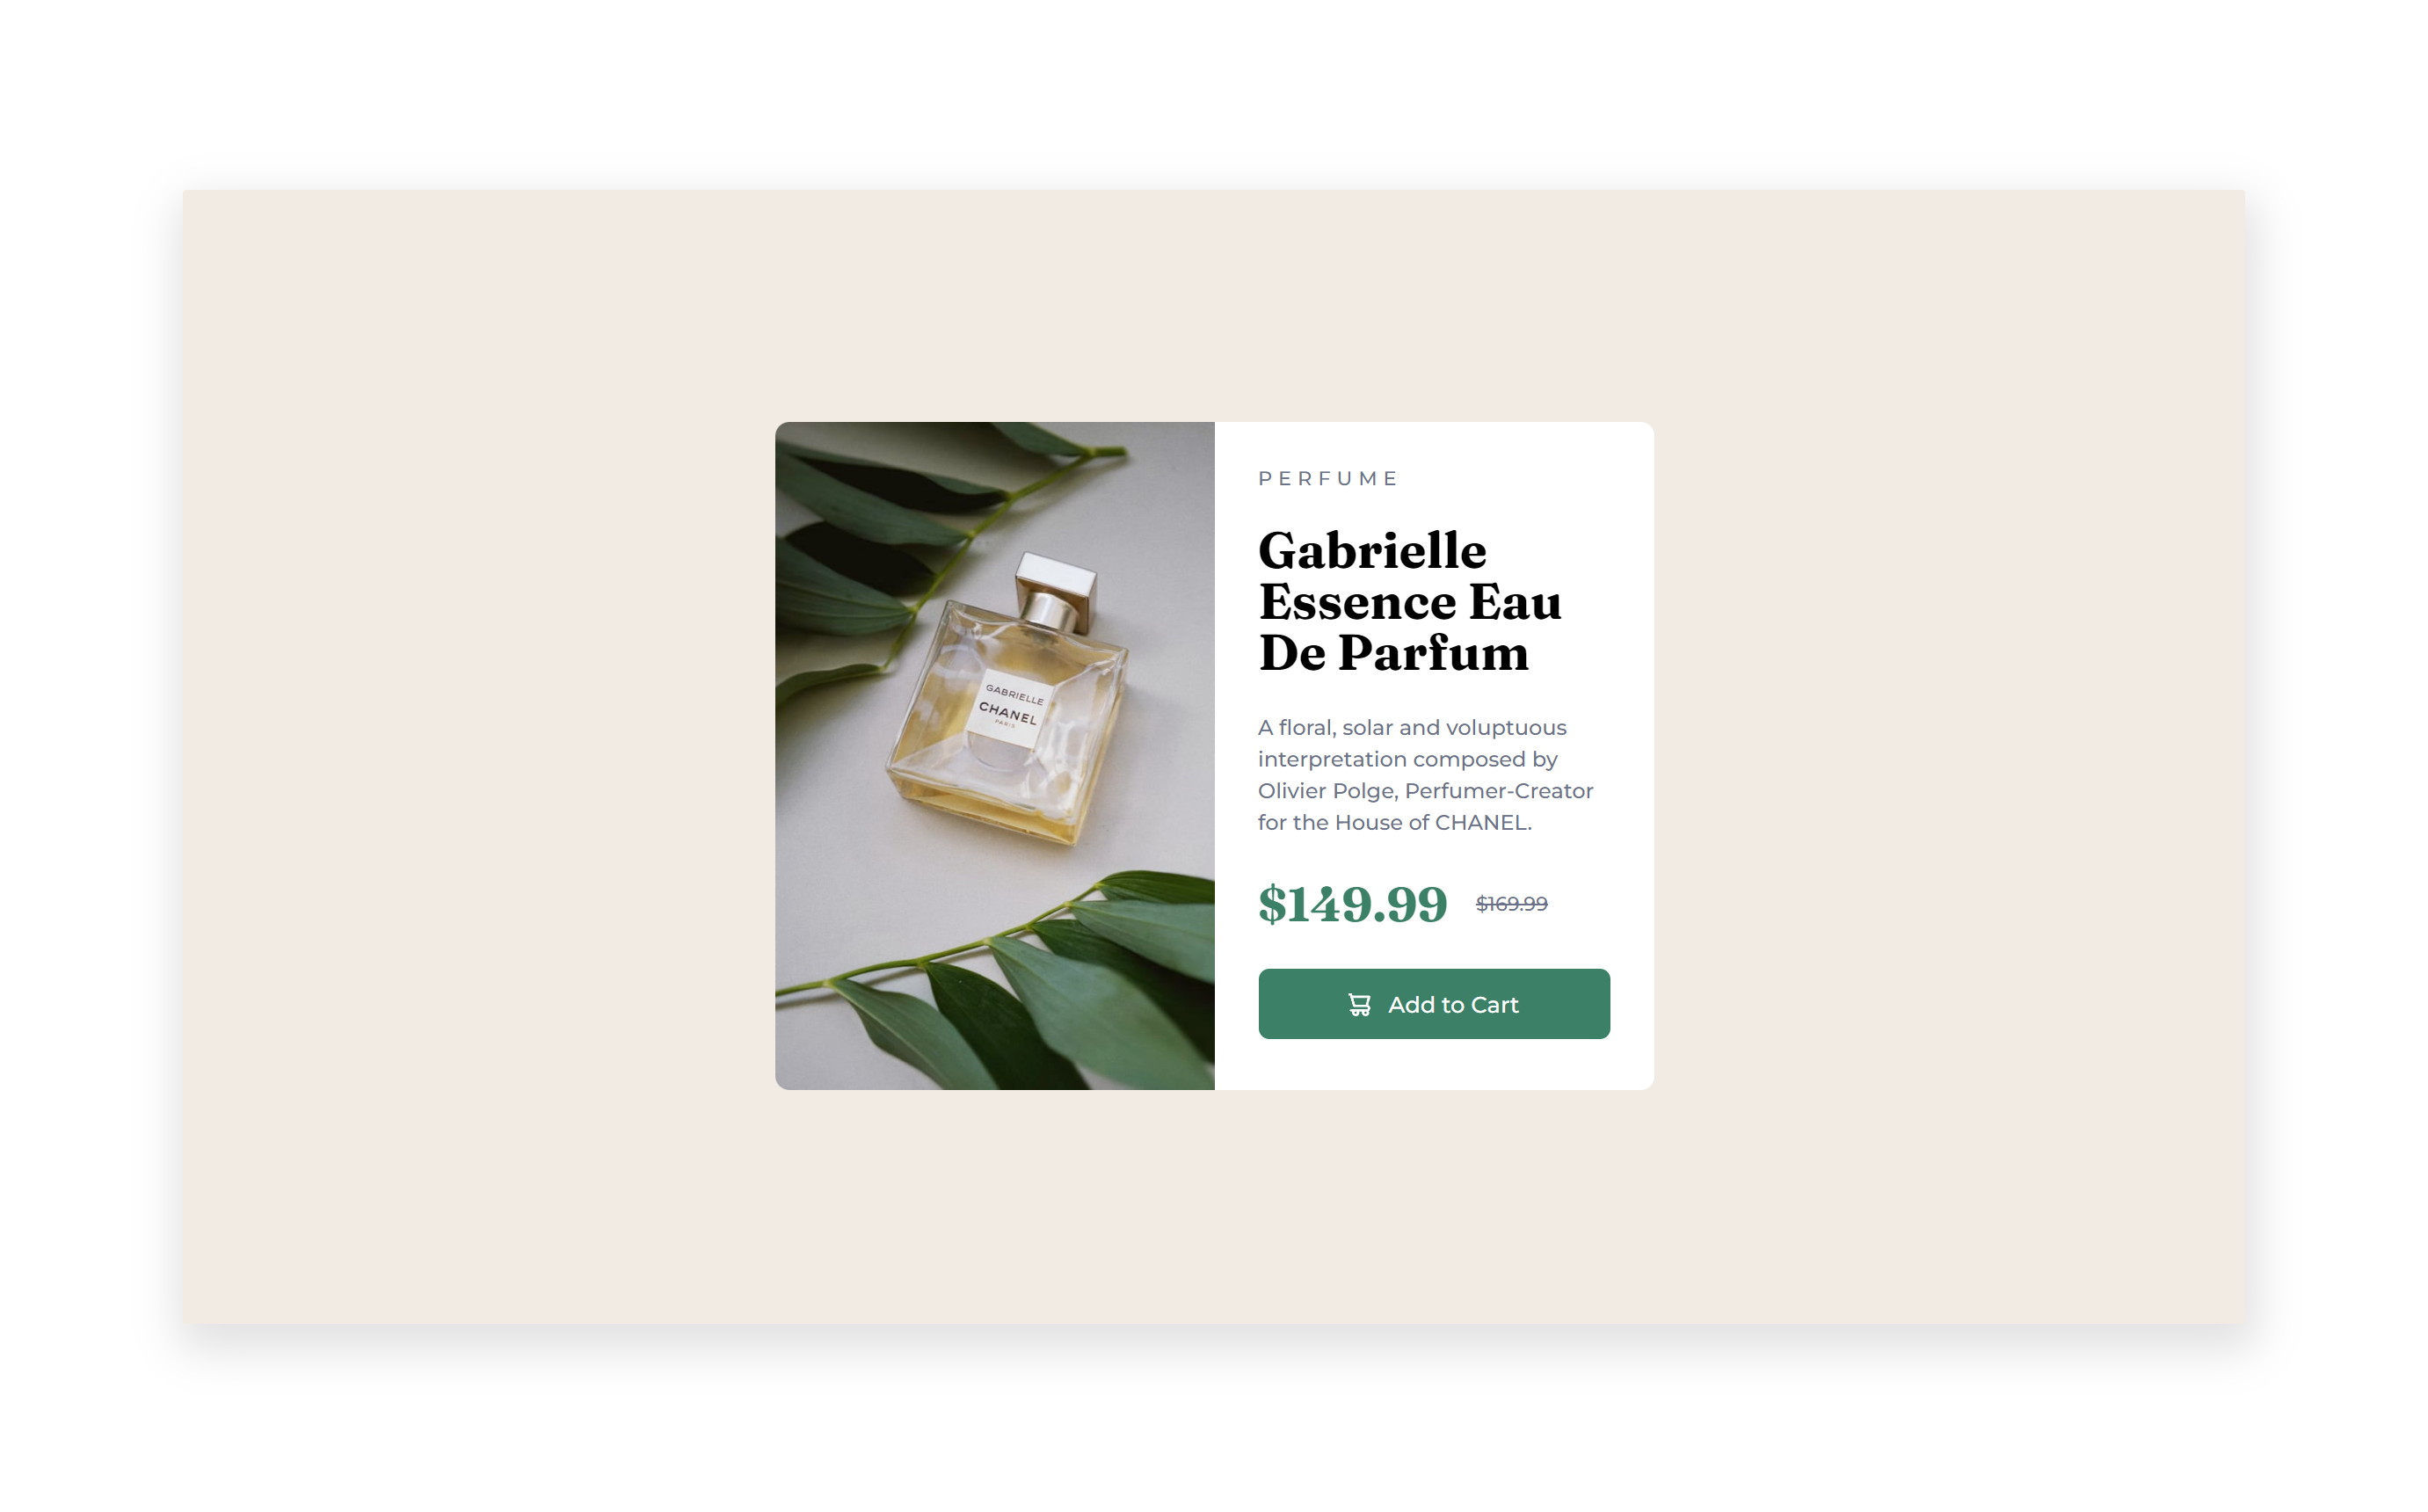 GABRIELLE
CHANEL
PARIS
PERFUME
Gabrielle
Essence Eau
De Parfum
A floral, solar and voluptuous
interpretation composed by
Olivier Polge, Perfumer-Creator
for the House of CHANEL.
$149.99 $169.99
Add to Cart